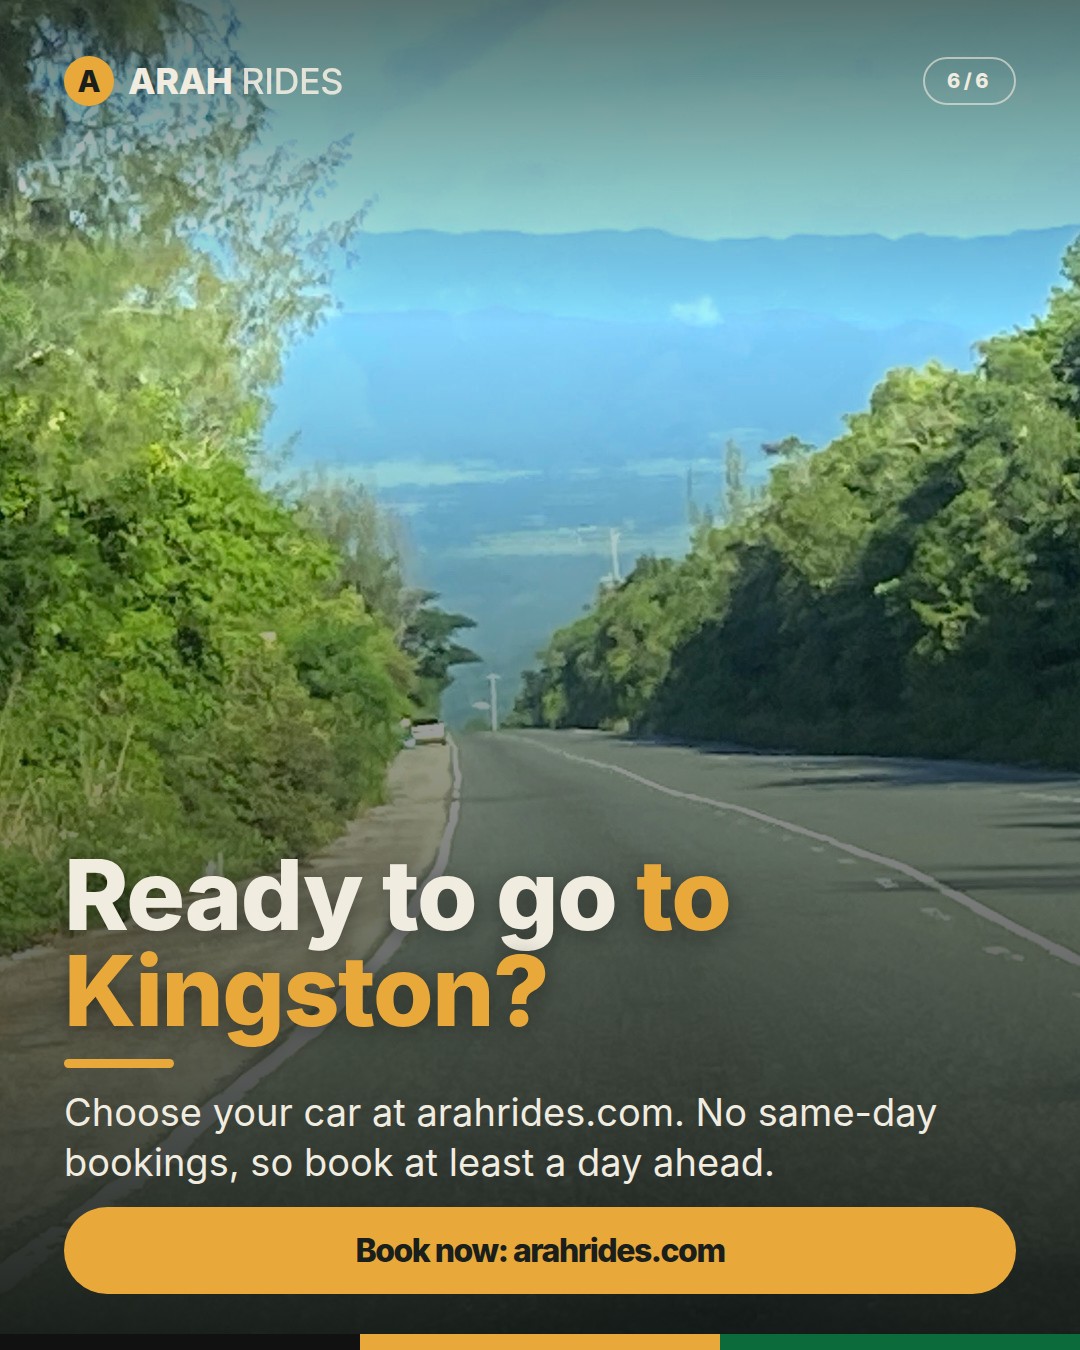 A ARAH RIDES
6/6
Ready to go to
Kingston?
Choose your car at arahrides.com. No same-day
bookings, so book at least a day ahead.
Book now: arahrides.com